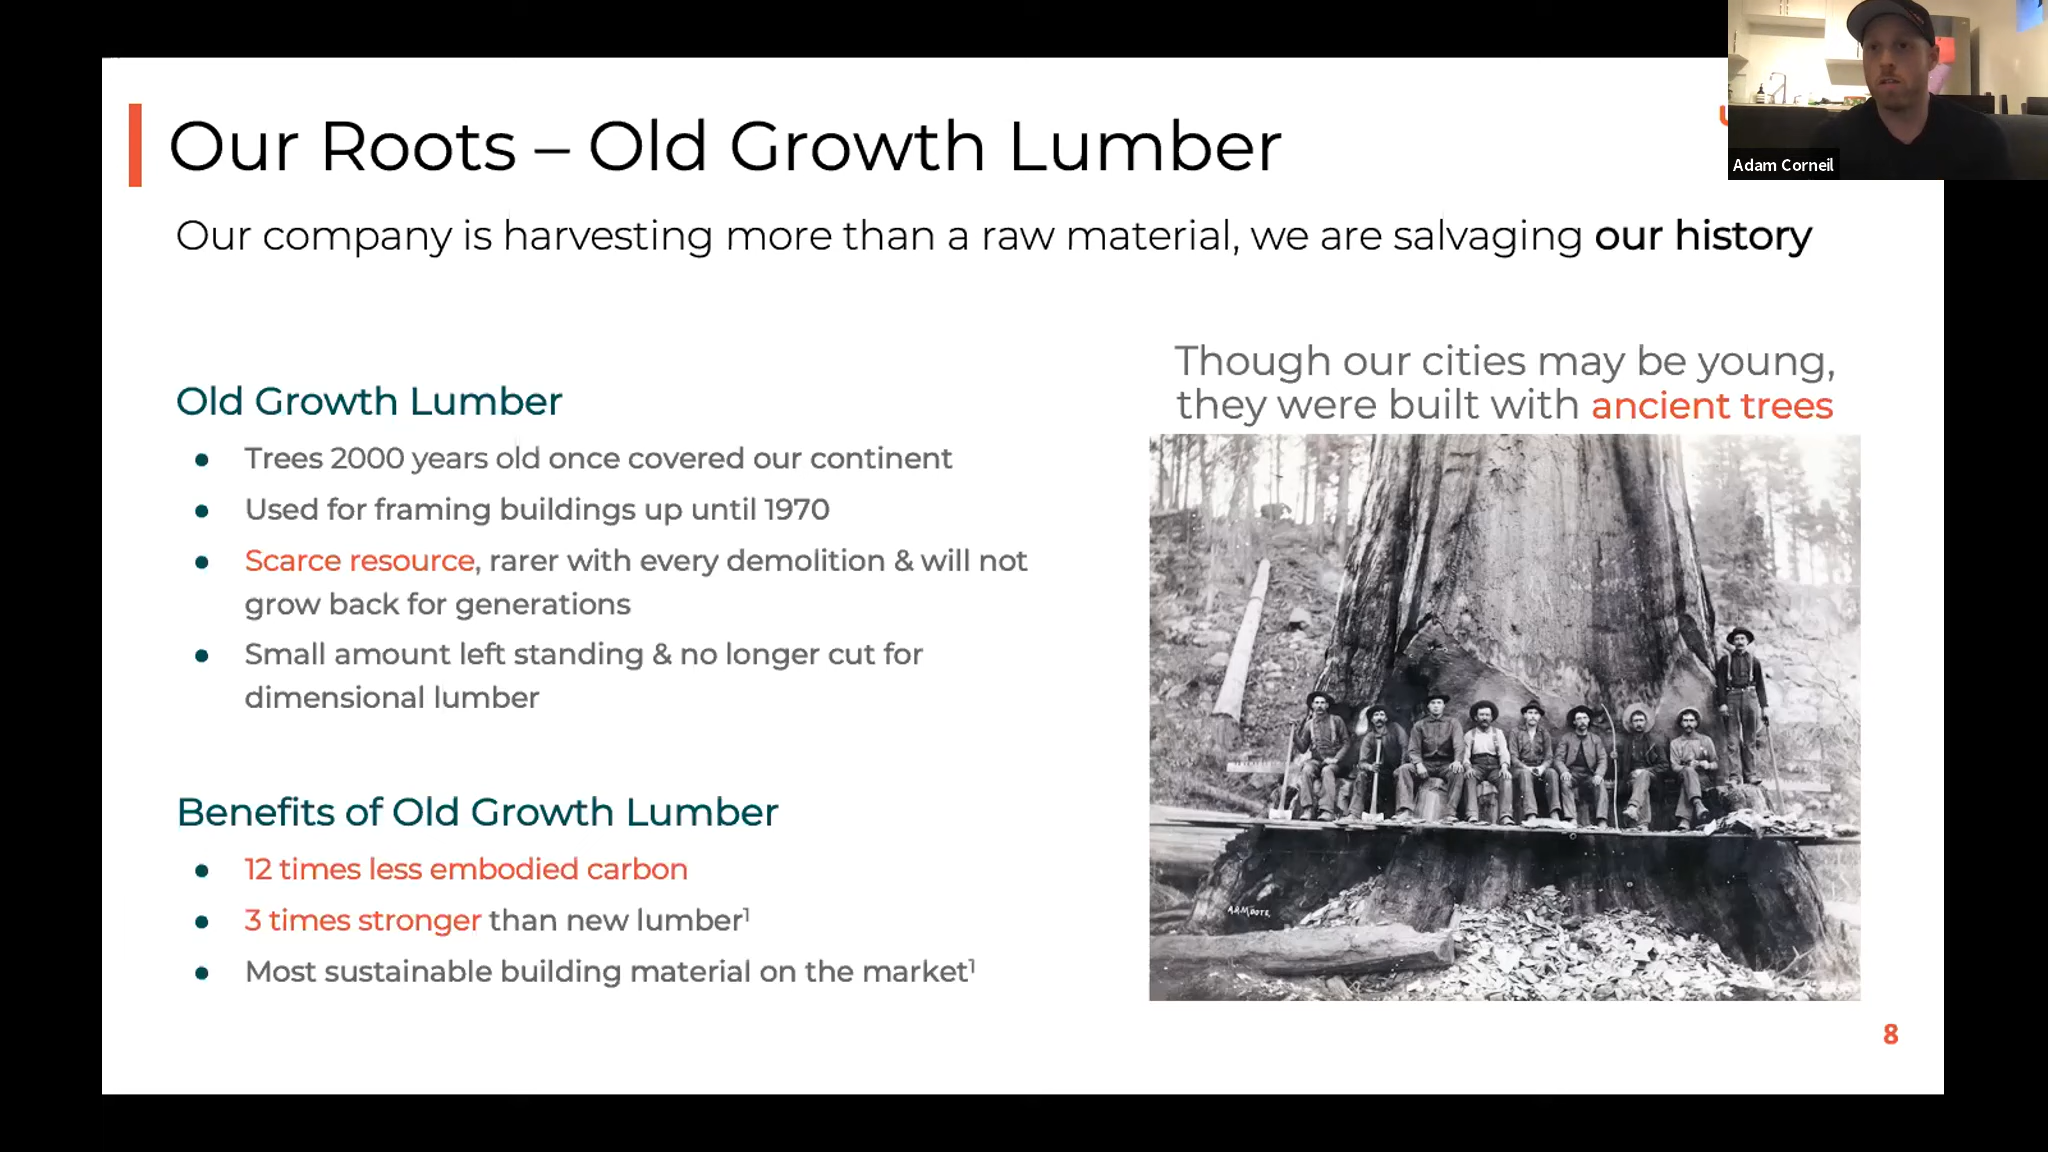 Our Roots – Old Growth Lumber
Adam Corneil
Our company is harvesting more than a raw material, we are salvaging our history
Old Growth Lumber
● Trees 2000 years old once covered our continent
● Used for framing buildings up until 1970
● Scarce resource, rarer with every demolition & will not
grow back for generations
● Small amount left standing & no longer cut for
dimensional lumber
Benefits of Old Growth Lumber
● 12 times less embodied carbon
● 3 times stronger than new lumber¹
● Most sustainable building material on the market¹
Though our cities may be young,
they were built with ancient trees
8